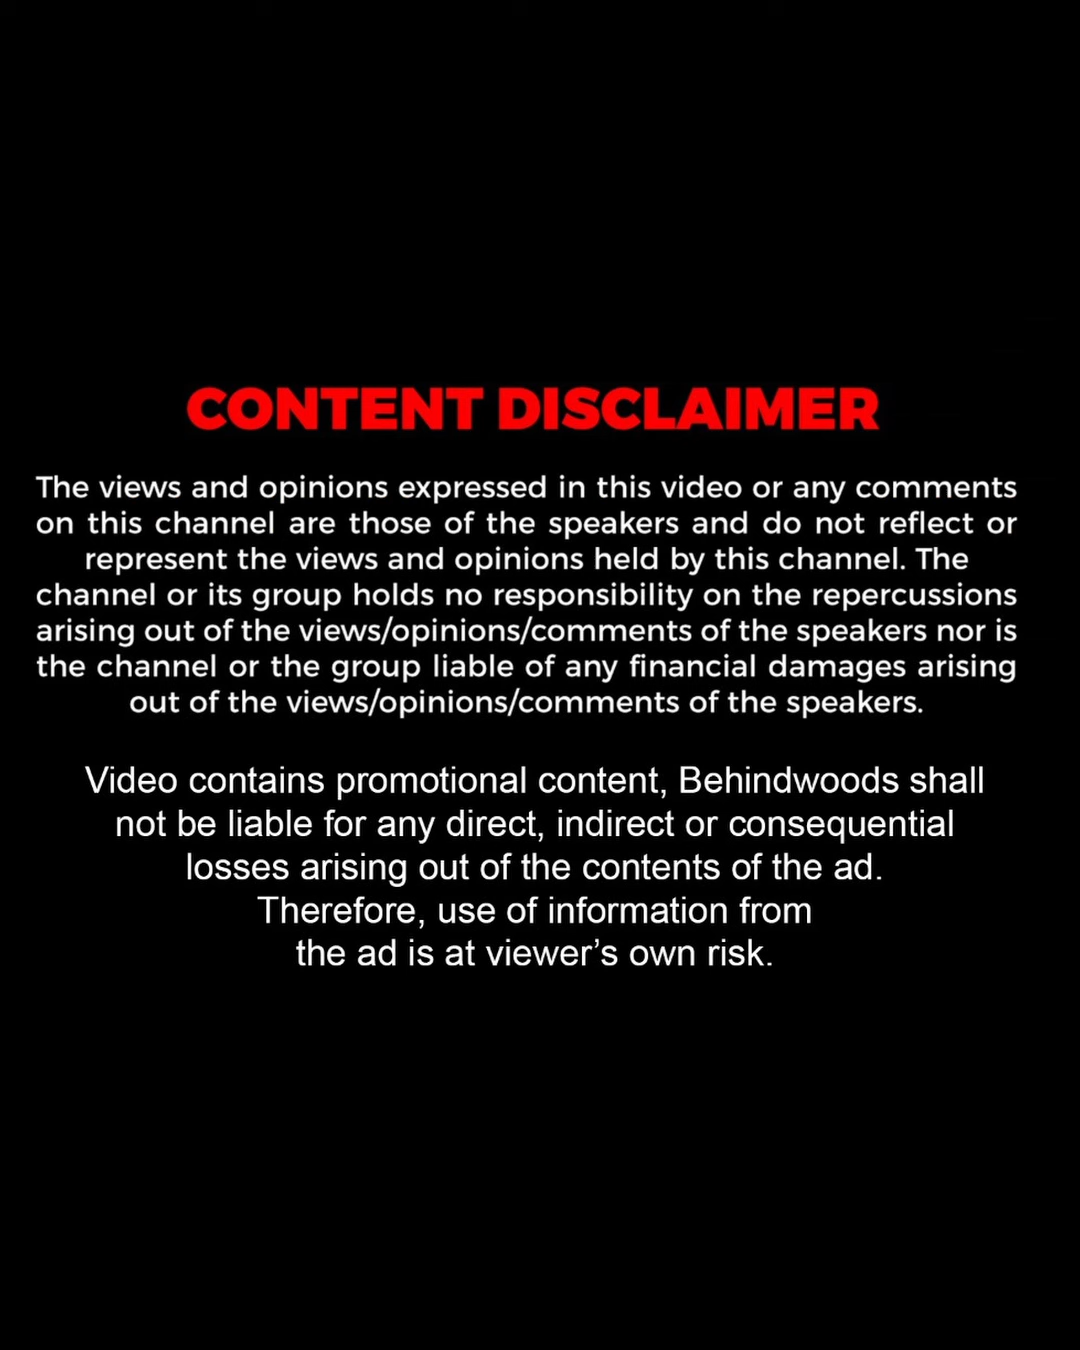 CONTENT DISCLAIMER
The views and opinions expressed in this video or any comments
on this channel are those of the speakers and do not reflect or
represent the views and opinions held by this channel. The
channel or its group holds no responsibility on the repercussions
arising out of the views/opinions/comments of the speakers nor is
the channel or the group liable of any financial damages arising
out of the views/opinions/comments of the speakers.
Video contains promotional content, Behindwoods shall
not be liable for any direct, indirect or consequential
losses arising out of the contents of the ad.
Therefore, use of information from
the ad is at viewer’s own risk.